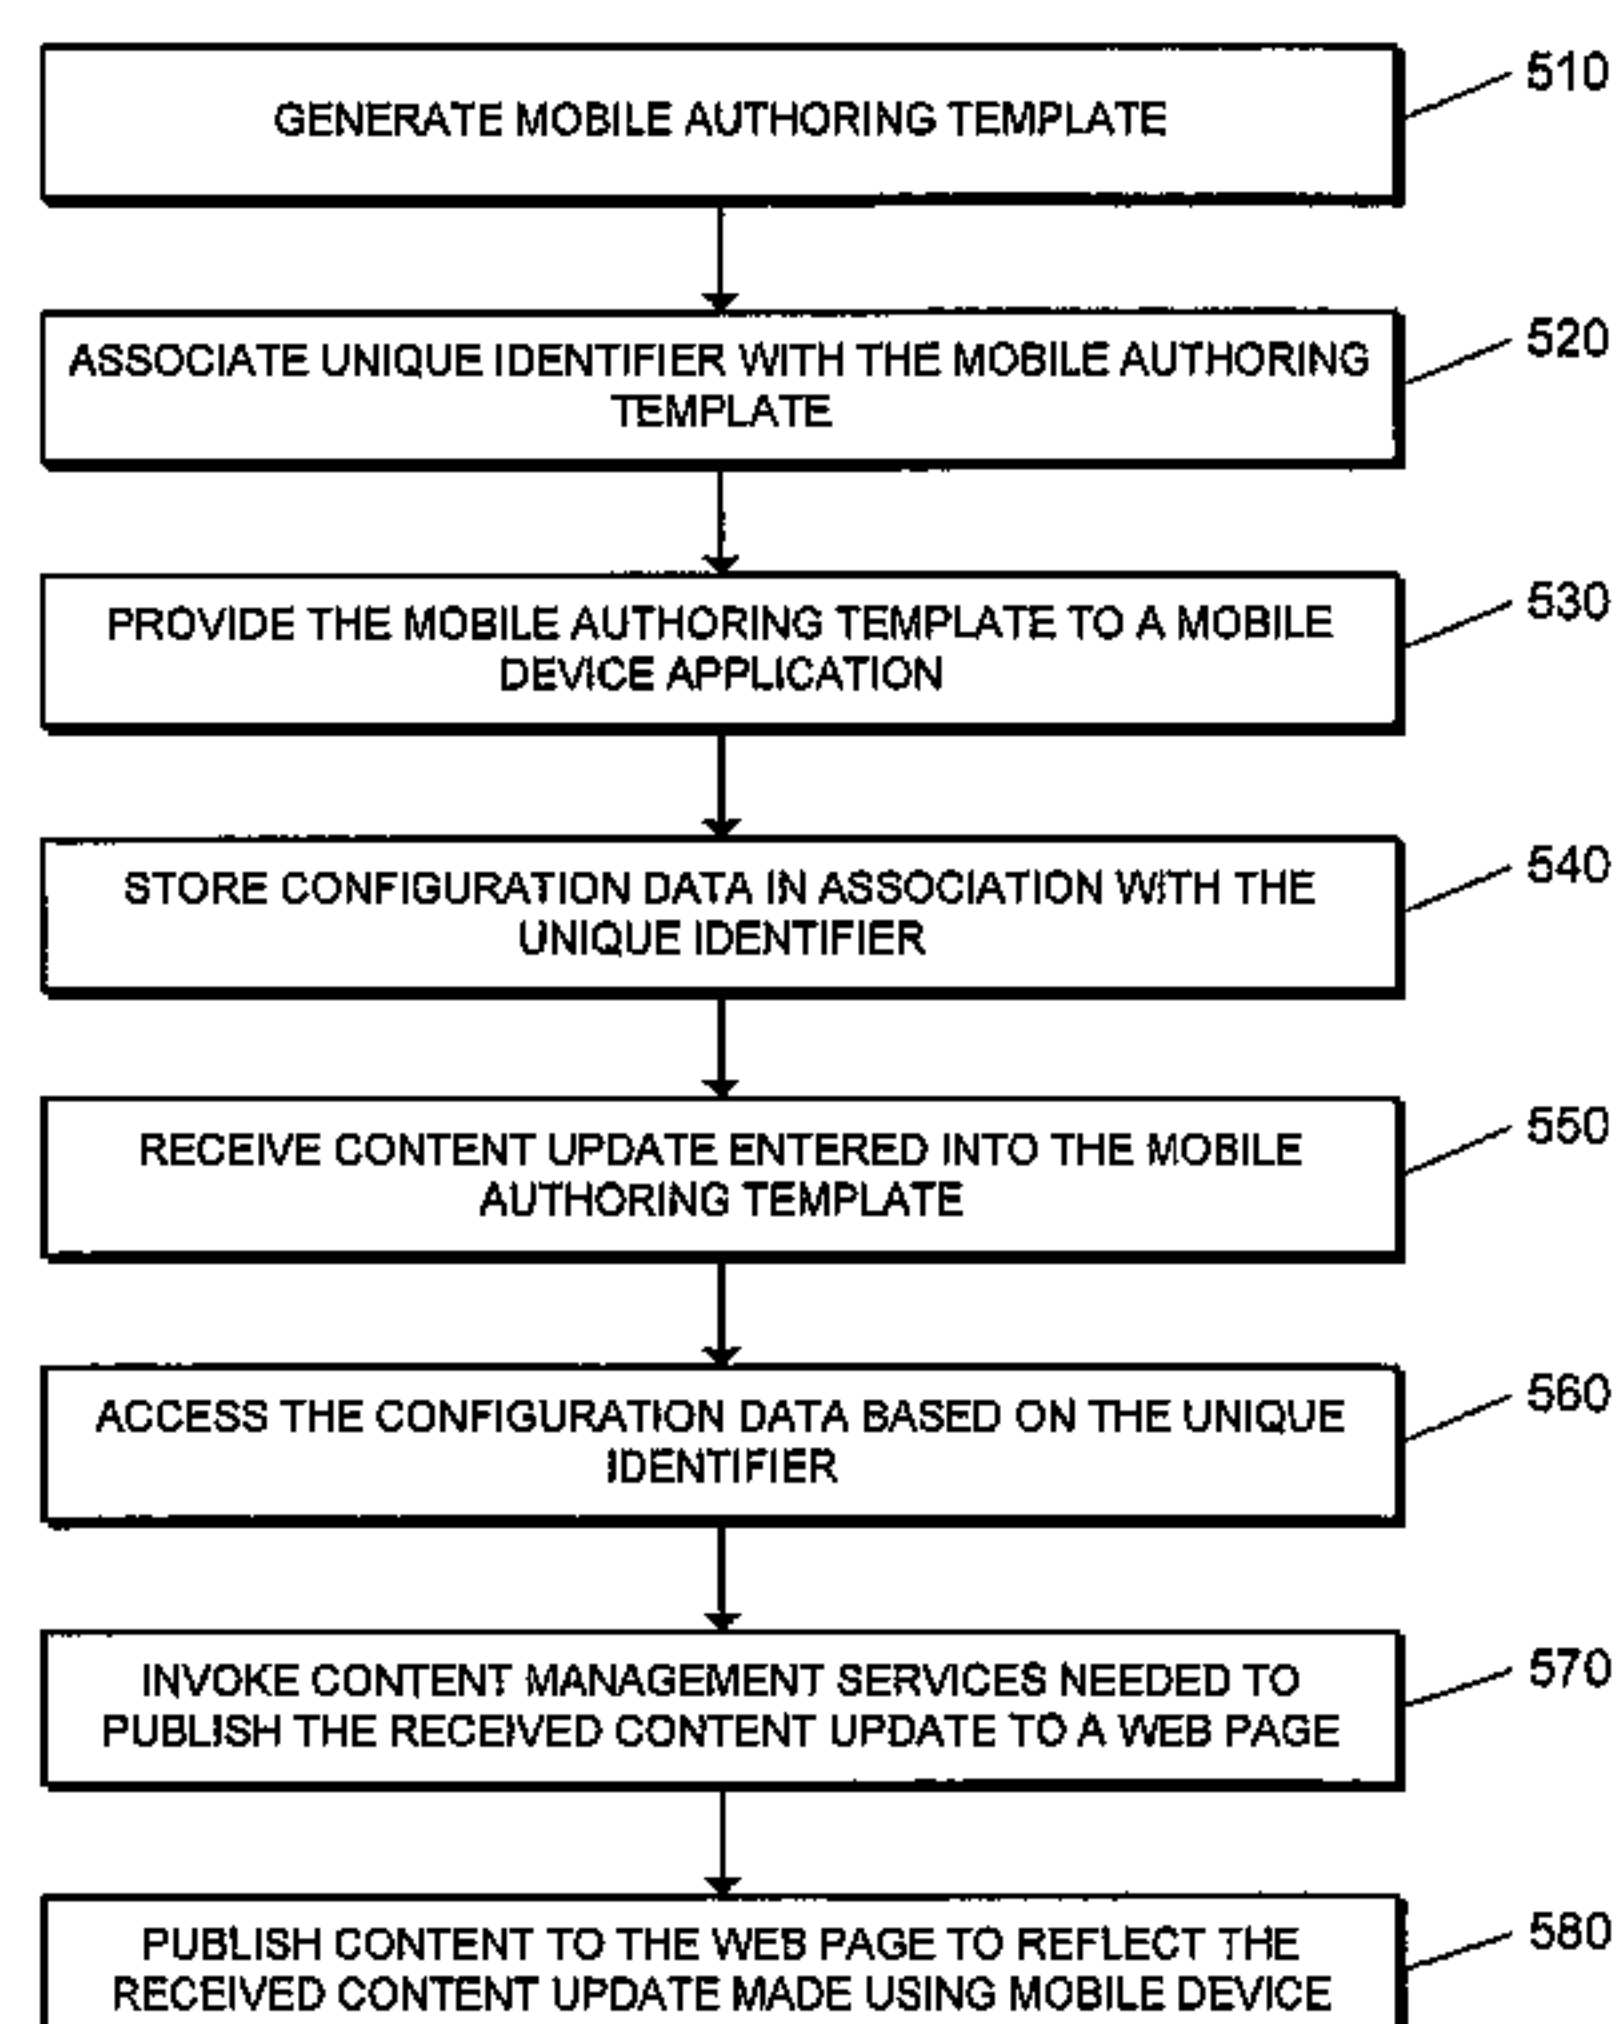 GENERATE MOBILE AUTHORING TEMPLATE
510
ASSOCIATE UNIQUE IDENTIFIER WITH THE MOBILE AUTHORING
TEMPLATE
520
PROVIDE THE MOBILE AUTHORING TEMPLATE TO A MOBILE
DEVICE APPLICATION
530
STORE CONFIGURATION DATA IN ASSOCIATION WITH THE
UNIQUE IDENTIFIER
540
RECEIVE CONTENT UPDATE ENTERED INTO THE MOBILE
AUTHORING TEMPLATE
550
ACCESS THE CONFIGURATION DATA BASED ON THE UNIQUE
IDENTIFIER
560
INVOKE CONTENT MANAGEMENT SERVICES NEEDED TO
PUBLISH THE RECEIVED CONTENT UPDATE TO A WEB PAGE
570
PUBLISH CONTENT TO THE WEB PAGE TO REFLECT THE
RECEIVED CONTENT UPDATE MADE USING MOBILE DEVICE
580